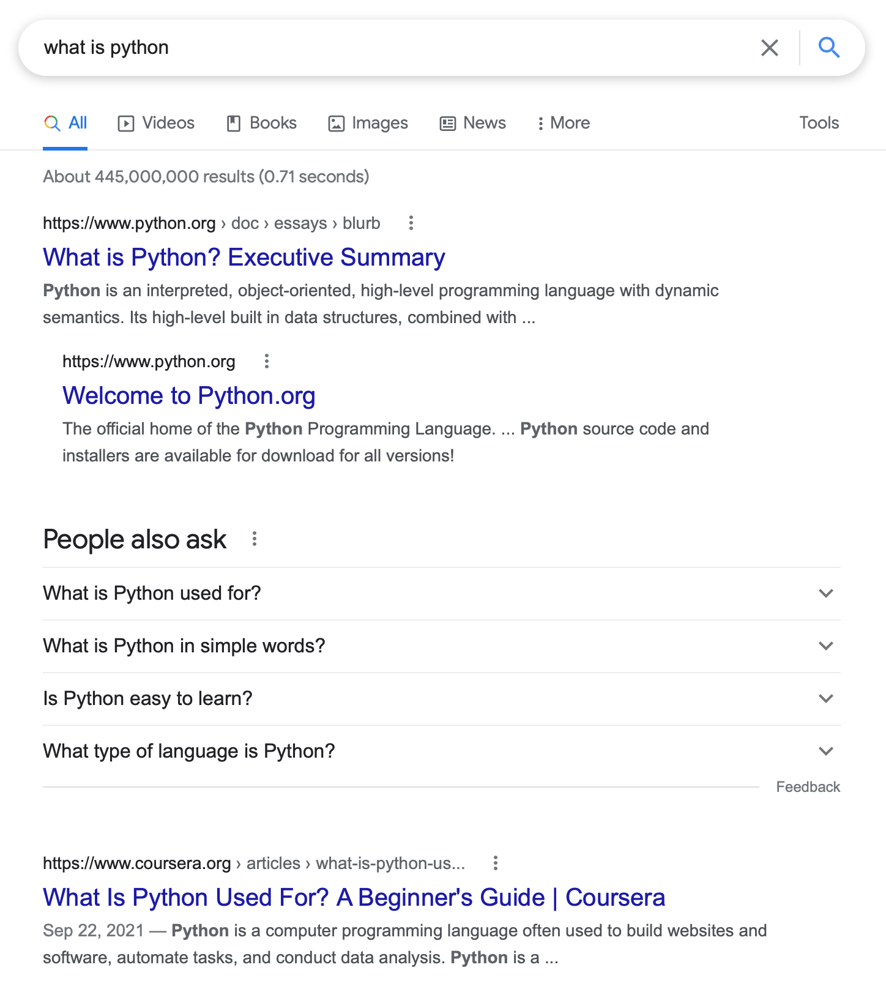 what is python
All Videos Books Images News More Tools
About 445,000,000 results (0.71 seconds)
https://www.python.org › doc › essays › blurb
What is Python? Executive Summary
Python is an interpreted, object-oriented, high-level programming language with dynamic
semantics. Its high-level built in data structures, combined with ...
https://www.python.org
Welcome to Python.org
The official home of the Python Programming Language. ... Python source code and
installers are available for download for all versions!
People also ask
What is Python used for?
What is Python in simple words?
Is Python easy to learn?
What type of language is Python?
Feedback
https://www.coursera.org › articles › what-is-python-us...
What Is Python Used For? A Beginner's Guide | Coursera
Sep 22, 2021 — Python is a computer programming language often used to build websites and
software, automate tasks, and conduct data analysis. Python is a ...